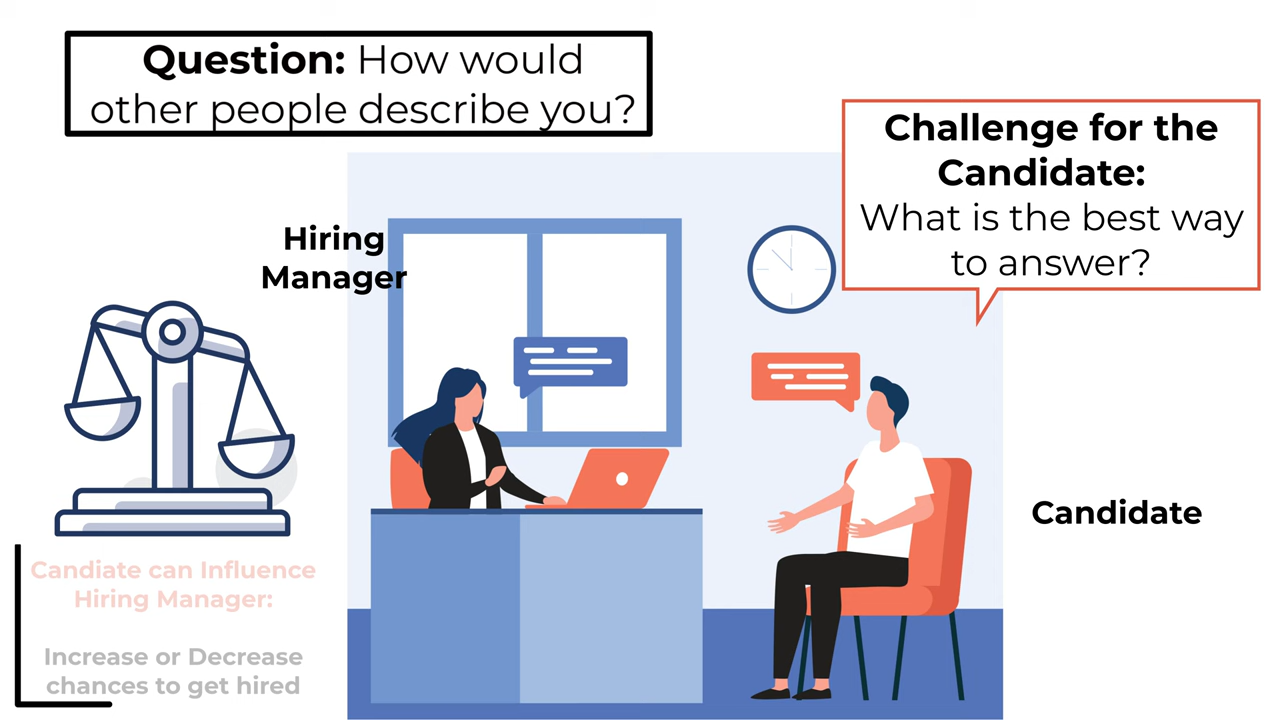 Question: How would
other people describe you?
Challenge for the
Candidate:
What is the best way
to answer?
Hiring
Manager
Candidate
Candiate can Influence
Hiring Manager:
Increase or Decrease
chances to get hired